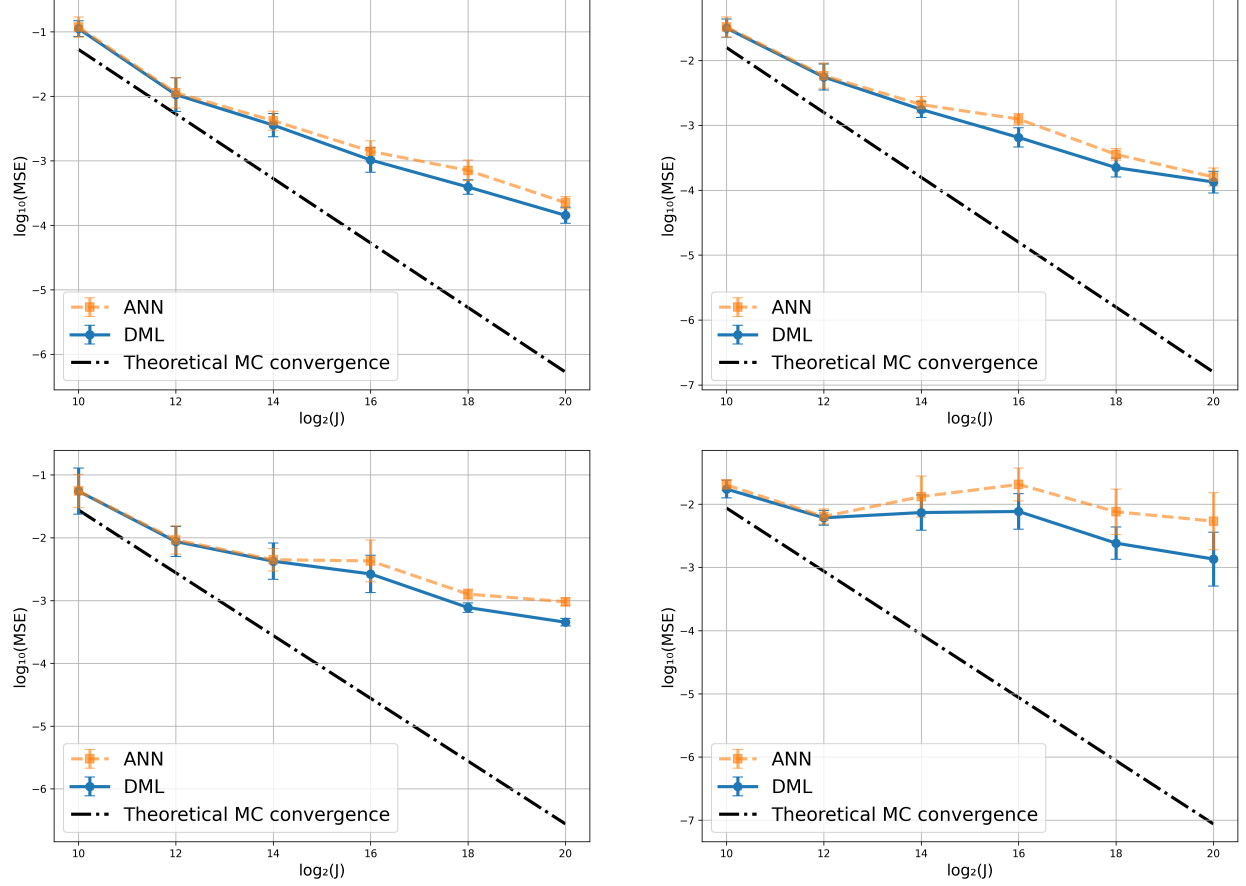 −1
−2
−3
−4
−5
−6
log₁₀(MSE)
ANN
DML
Theoretical MC convergence
10 12 14 16 18 20
log₂(J)
−2
−3
−4
−5
−6
−7
log₁₀(MSE)
ANN
DML
Theoretical MC convergence
10 12 14 16 18 20
log₂(J)
−1
−2
−3
−4
−5
−6
log₁₀(MSE)
ANN
DML
Theoretical MC convergence
10 12 14 16 18 20
log₂(J)
−2
−3
−4
−5
−6
−7
log₁₀(MSE)
ANN
DML
Theoretical MC convergence
10 12 14 16 18 20
log₂(J)